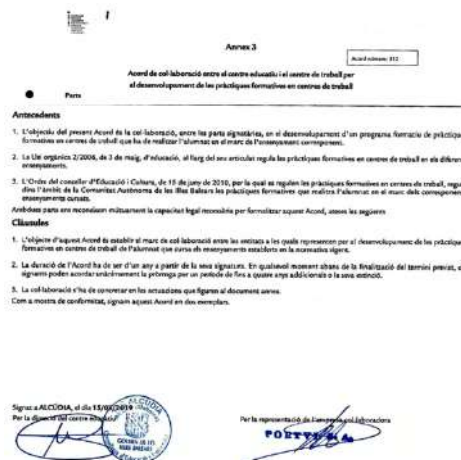 Annex 3
Acord número: 312
Acord de col·laboració entre el centre educatiu i el centre de treball per
al desenvolupament de les pràctiques formatives en centres de treball
Parts
Antecedents
1. L'objectiu del present Acord és la col·laboració, entre les parts signatàries, en el desenvolupament d'un programa formatiu de pràctique
formatives en centres de treball que ha de realitzar l'alumnat en el marc de l'ensenyament corresponent.
2. La Llei orgànica 2/2006, de 3 de maig, d'educació, al llarg del seu articulat regula les pràctiques formatives en centres de treball en els diferen
ensenyaments.
3. L'Ordre del conseller d'Educació i Cultura, de 15 de juny de 2010, per la qual es regulen les pràctiques formatives en centres de treball, regu
dins l'àmbit de la Comunitat Autònoma de les Illes Balears les pràctiques formatives que realitza l'alumnat en el marc dels corresponen
ensenyaments cursats.
Ambdues parts ens reconeixem mútuament la capacitat legal necessària per formalitzar aquest Acord, atesos les següents
Clàusules
1. L'objecte d'aquest Acord és establir el marc de col·laboració entre les entitats a les quals representen per al desenvolupament de les pràctique
formatives en centres de treball de l'alumnat que cursa els ensenyaments establerts en la normativa vigent.
2. La duració de l'Acord ha de ser d'un any a partir de la seva signatura. En qualsevol moment abans de la finalització del termini previst, e
signants poden acordar unànimement la pròrroga per un període de fins a quatre anys addicionals o la seva extinció.
3. La col·laboració s'ha de concretar en les actuacions que figuren al document annex.
Com a mostra de conformitat, signam aquest Acord en dos exemplars.
Signat a ALCÚDIA, el dia 15/
2019
Per la direcció del centre educatiu
ALCÚDIA
GOVERN DE LES
ILLES BALEARS
Per la representació de l'empresa col·laboradora